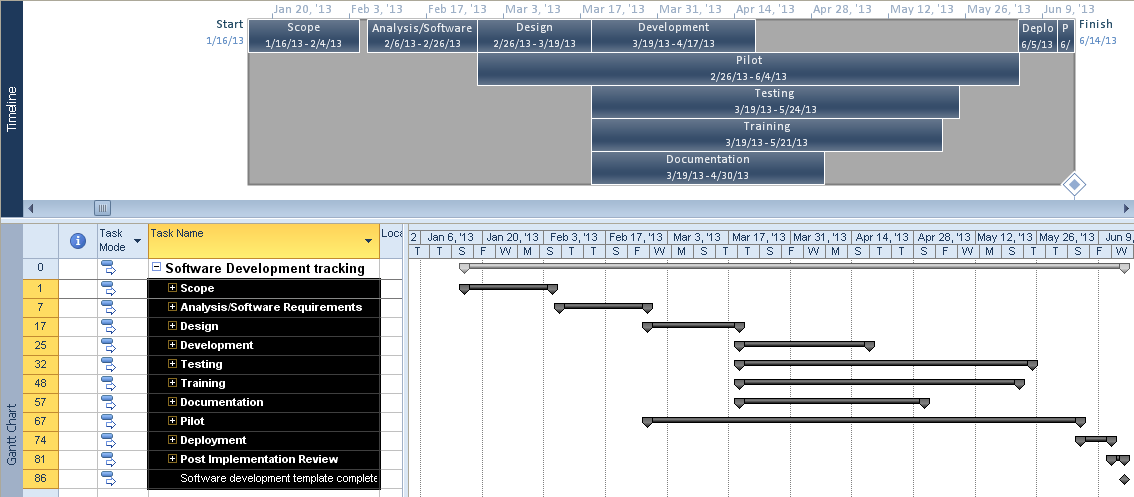 Jan 20, '13 Feb 3, '13 Feb 17, '13 Mar 3, '13 Mar 17, '13 Mar 31, '13 Apr 14, '13 Apr 28, '13 May 12, '13 May 26, '13 Jun 9, '13
Start
1/16/13
Scope
1/16/13 - 2/4/13
Analysis/Software
2/6/13 - 2/26/13
Design
2/26/13 - 3/19/13
Development
3/19/13 - 4/17/13
Deplo
6/5/13
P
6/
Finish
6/14/13
Pilot
2/26/13 - 6/4/13
Testing
3/19/13 - 5/24/13
Training
3/19/13 - 5/21/13
Documentation
3/19/13 - 4/30/13
Timeline
Task Mode
Task Name
Loca
2 Jan 6, '13 Jan 20, '13 Feb 3, '13 Feb 17, '13 Mar 3, '13 Mar 17, '13 Mar 31, '13 Apr 14, '13 Apr 28, '13 May 12, '13 May 26, '13 Jun 9,
T T S F W M S T T S F W M S T T S F W M S T T S F W M S T T S F W
0 Software Development tracking
1 Scope
7 Analysis/Software Requirements
17 Design
25 Development
32 Testing
48 Training
57 Documentation
67 Pilot
74 Deployment
81 Post Implementation Review
86 Software development template complete
Gantt Chart